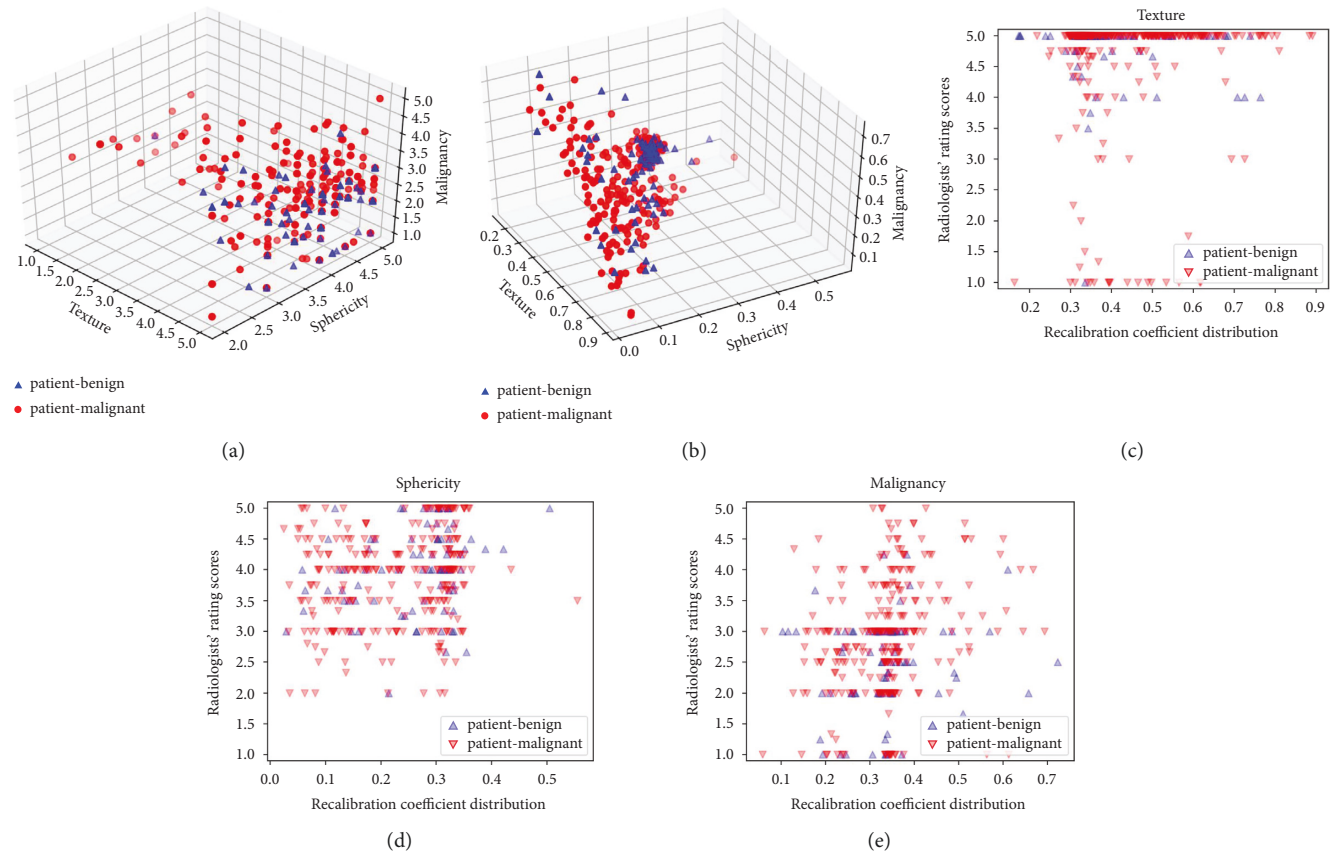 1.0
1.5
2.0
2.5
3.0
3.5
4.0
4.5
5.0
Texture
2.0
2.5
3.0
3.5
4.0
4.5
5.0
Sphericity
5.0
4.5
4.0
3.5
3.0
2.5
2.0
1.5
1.0
Malignancy
patient-benign
patient-malignant
(a)
0.2
0.3
0.4
0.5
0.6
0.7
0.8
0.9
Texture
0.0
0.1
0.2
0.3
0.4
0.5
Sphericity
0.7
0.6
0.5
0.4
0.3
0.2
0.1
Malignancy
patient-benign
patient-malignant
(b)
Texture
5.0
4.5
4.0
3.5
3.0
2.5
2.0
1.5
1.0
Radiologists' rating scores
patient-benign
patient-malignant
0.2 0.3 0.4 0.5 0.6 0.7 0.8 0.9
Recalibration coefficient distribution
(c)
Sphericity
5.0
4.5
4.0
3.5
3.0
2.5
2.0
1.5
1.0
Radiologists' rating scores
patient-benign
patient-malignant
0.0 0.1 0.2 0.3 0.4 0.5
Recalibration coefficient distribution
(d)
Malignancy
5.0
4.5
4.0
3.5
3.0
2.5
2.0
1.5
1.0
Radiologists' rating scores
patient-benign
patient-malignant
0.1 0.2 0.3 0.4 0.5 0.6 0.7
Recalibration coefficient distribution
(e)